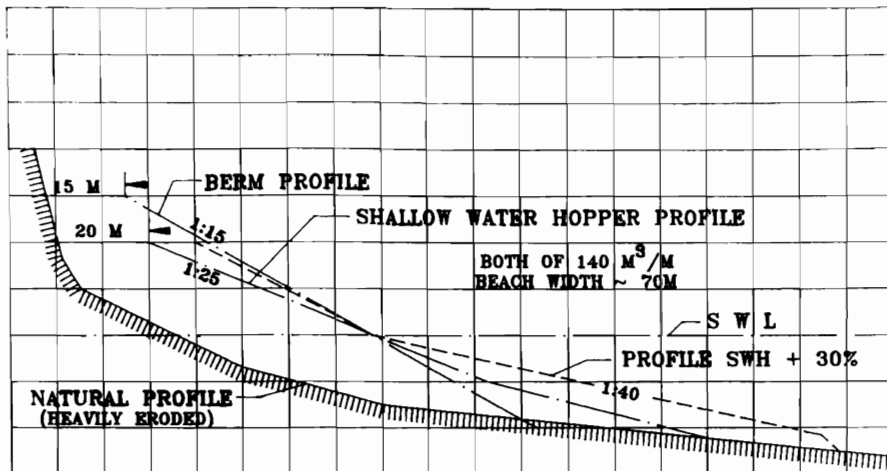 15 M
BERM PROFILE
1:15
SHALLOW WATER HOPPER PROFILE
20 M
1:25
BOTH OF 140 M³/M
BEACH WIDTH ~ 70M
S W L
PROFILE SWH + 30%
1:40
NATURAL PROFILE
(HEAVILY ERODED)